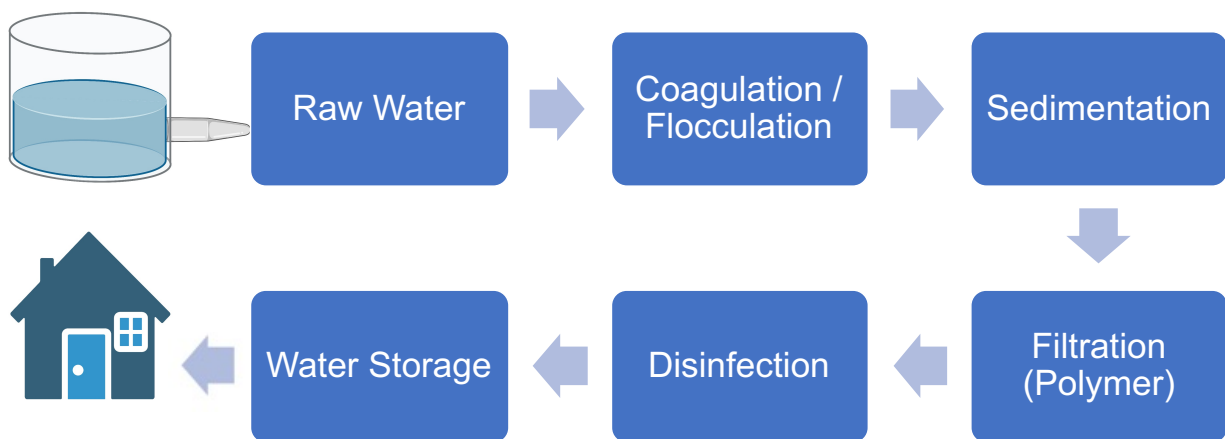 Raw Water
Coagulation /
Flocculation
Sedimentation
Filtration
(Polymer)
Disinfection
Water Storage